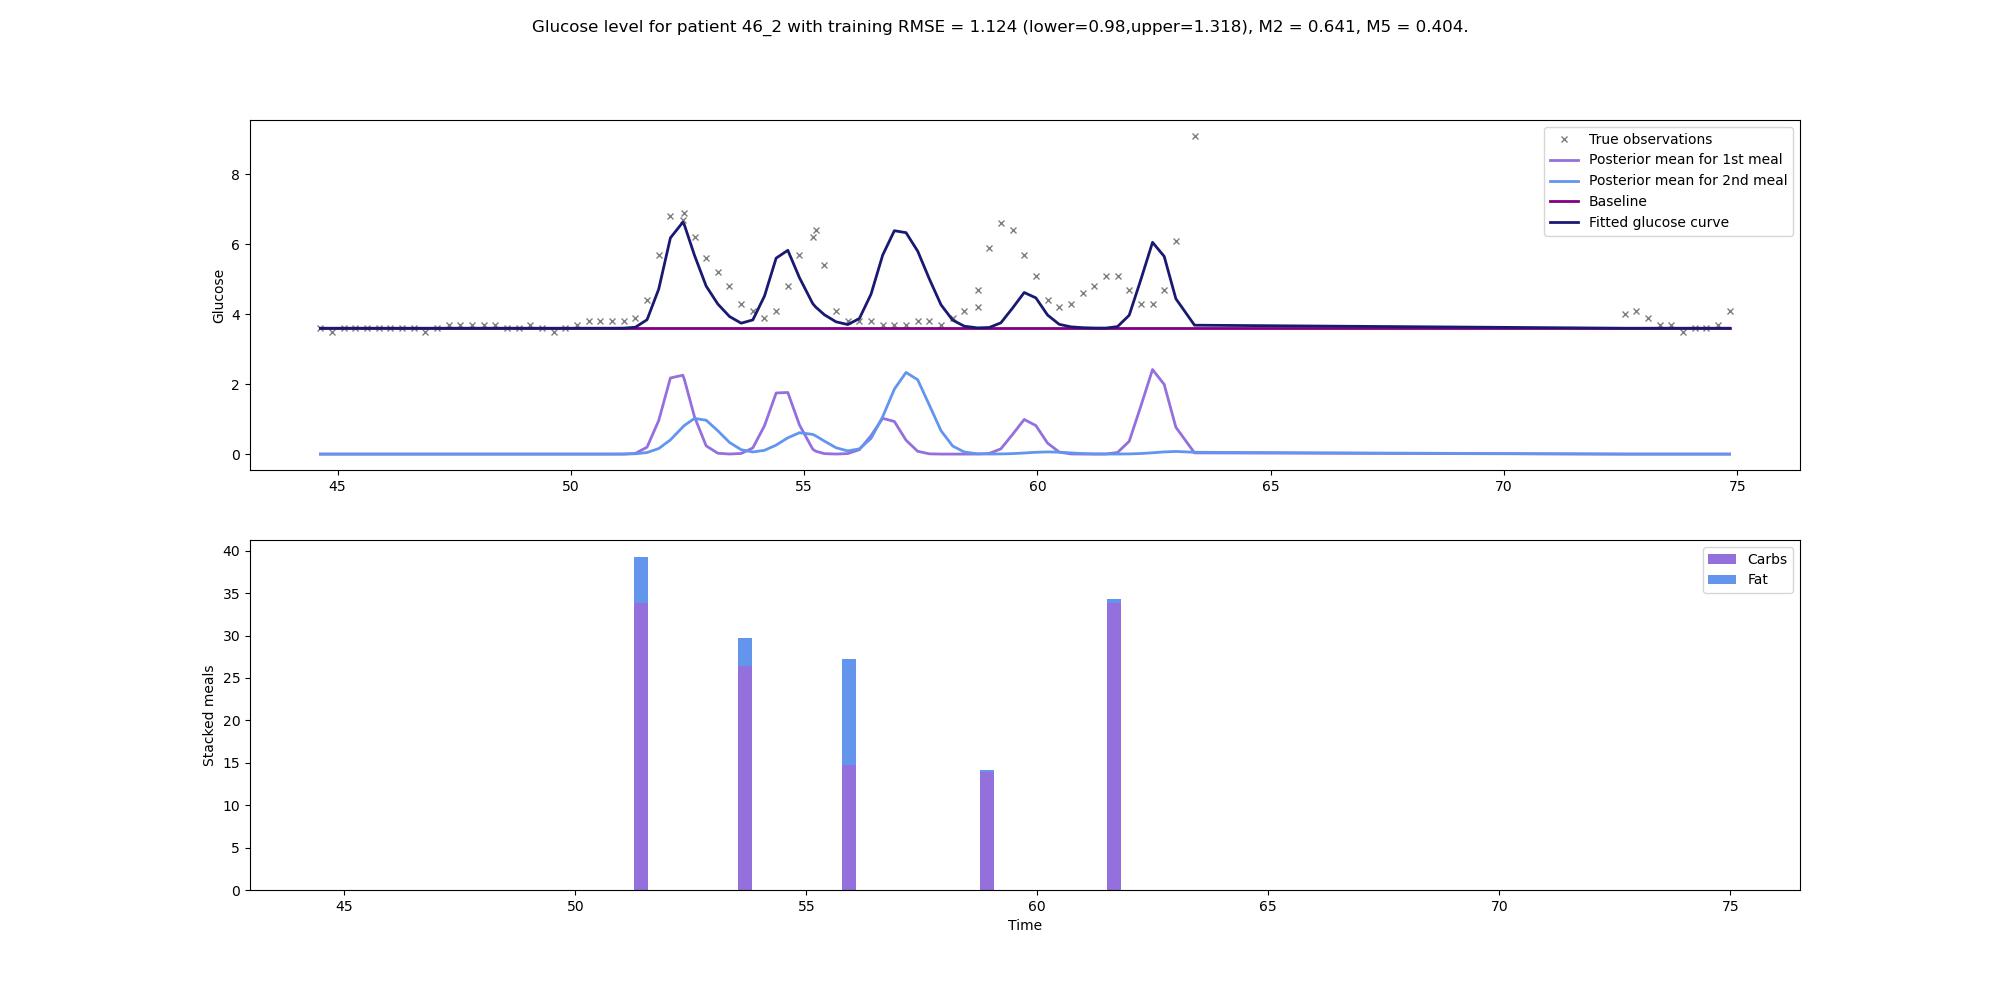 Glucose level for patient 46_2 with training RMSE = 1.124 (lower=0.98,upper=1.318), M2 = 0.641, M5 = 0.404.
True observations
Posterior mean for 1st meal
Posterior mean for 2nd meal
Baseline
Fitted glucose curve
Glucose
8
6
4
2
0
45 50 55 60 65 70 75
Carbs
Fat
Stacked meals
40
35
30
25
20
15
10
5
0
45 50 55 60 65 70 75
Time